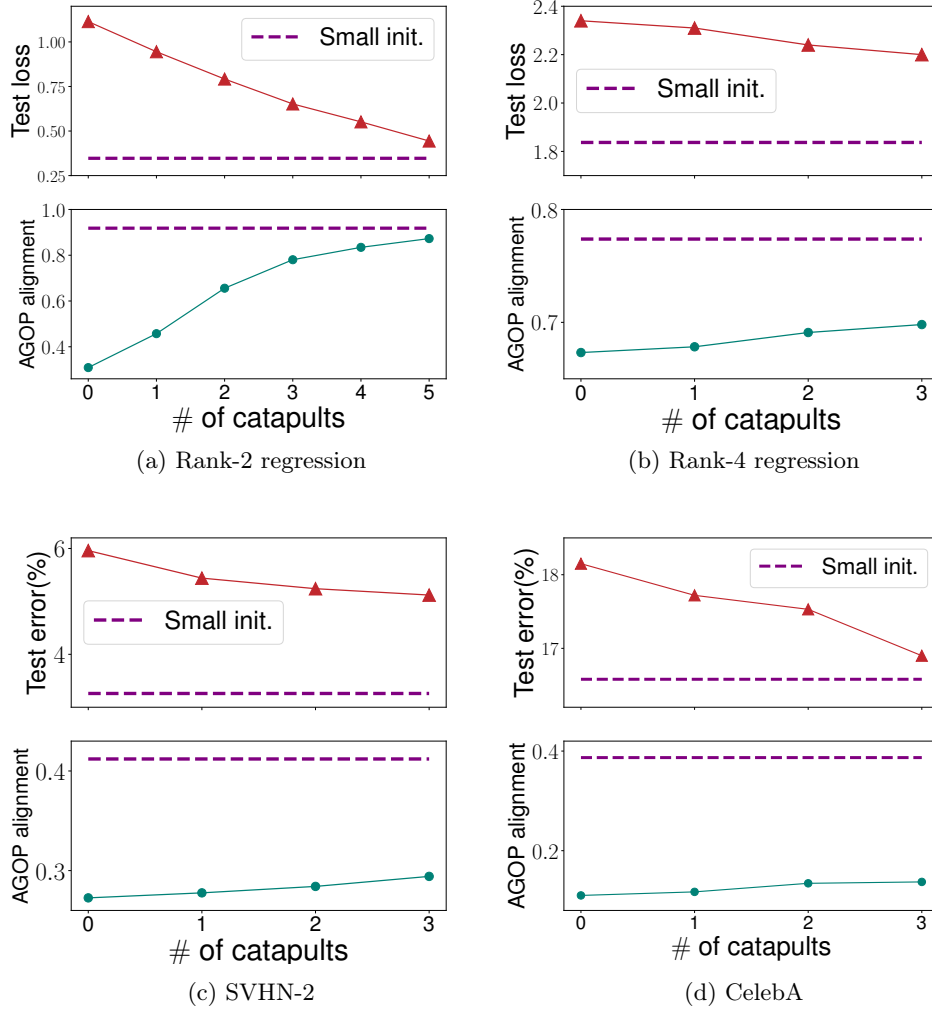 1.00
0.75
0.50
0.25
Test loss
Small init.
1.0
0.8
0.6
0.4
AGOP alignment
0 1 2 3 4 5
# of catapults
(a) Rank-2 regression
2.4
2.2
2.0
1.8
Test loss
Small init.
0.8
0.7
AGOP alignment
0 1 2 3
# of catapults
(b) Rank-4 regression
6
4
Test error(%)
Small init.
0.4
0.3
AGOP alignment
0 1 2 3
# of catapults
(c) SVHN-2
18
17
Test error(%)
Small init.
0.4
0.2
AGOP alignment
0 1 2 3
# of catapults
(d) CelebA